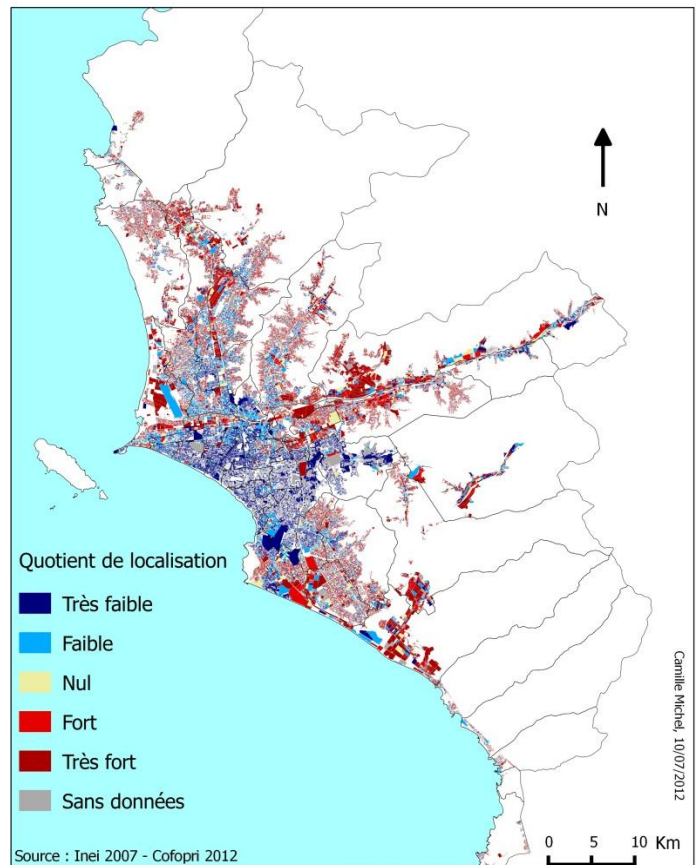 N
Quotient de localisation
Très faible
Faible
Nul
Fort
Très fort
Sans données
Camille Michel, 10/07/2012
Source : Inei 2007 - Cofopri 2012
0 5 10 Km